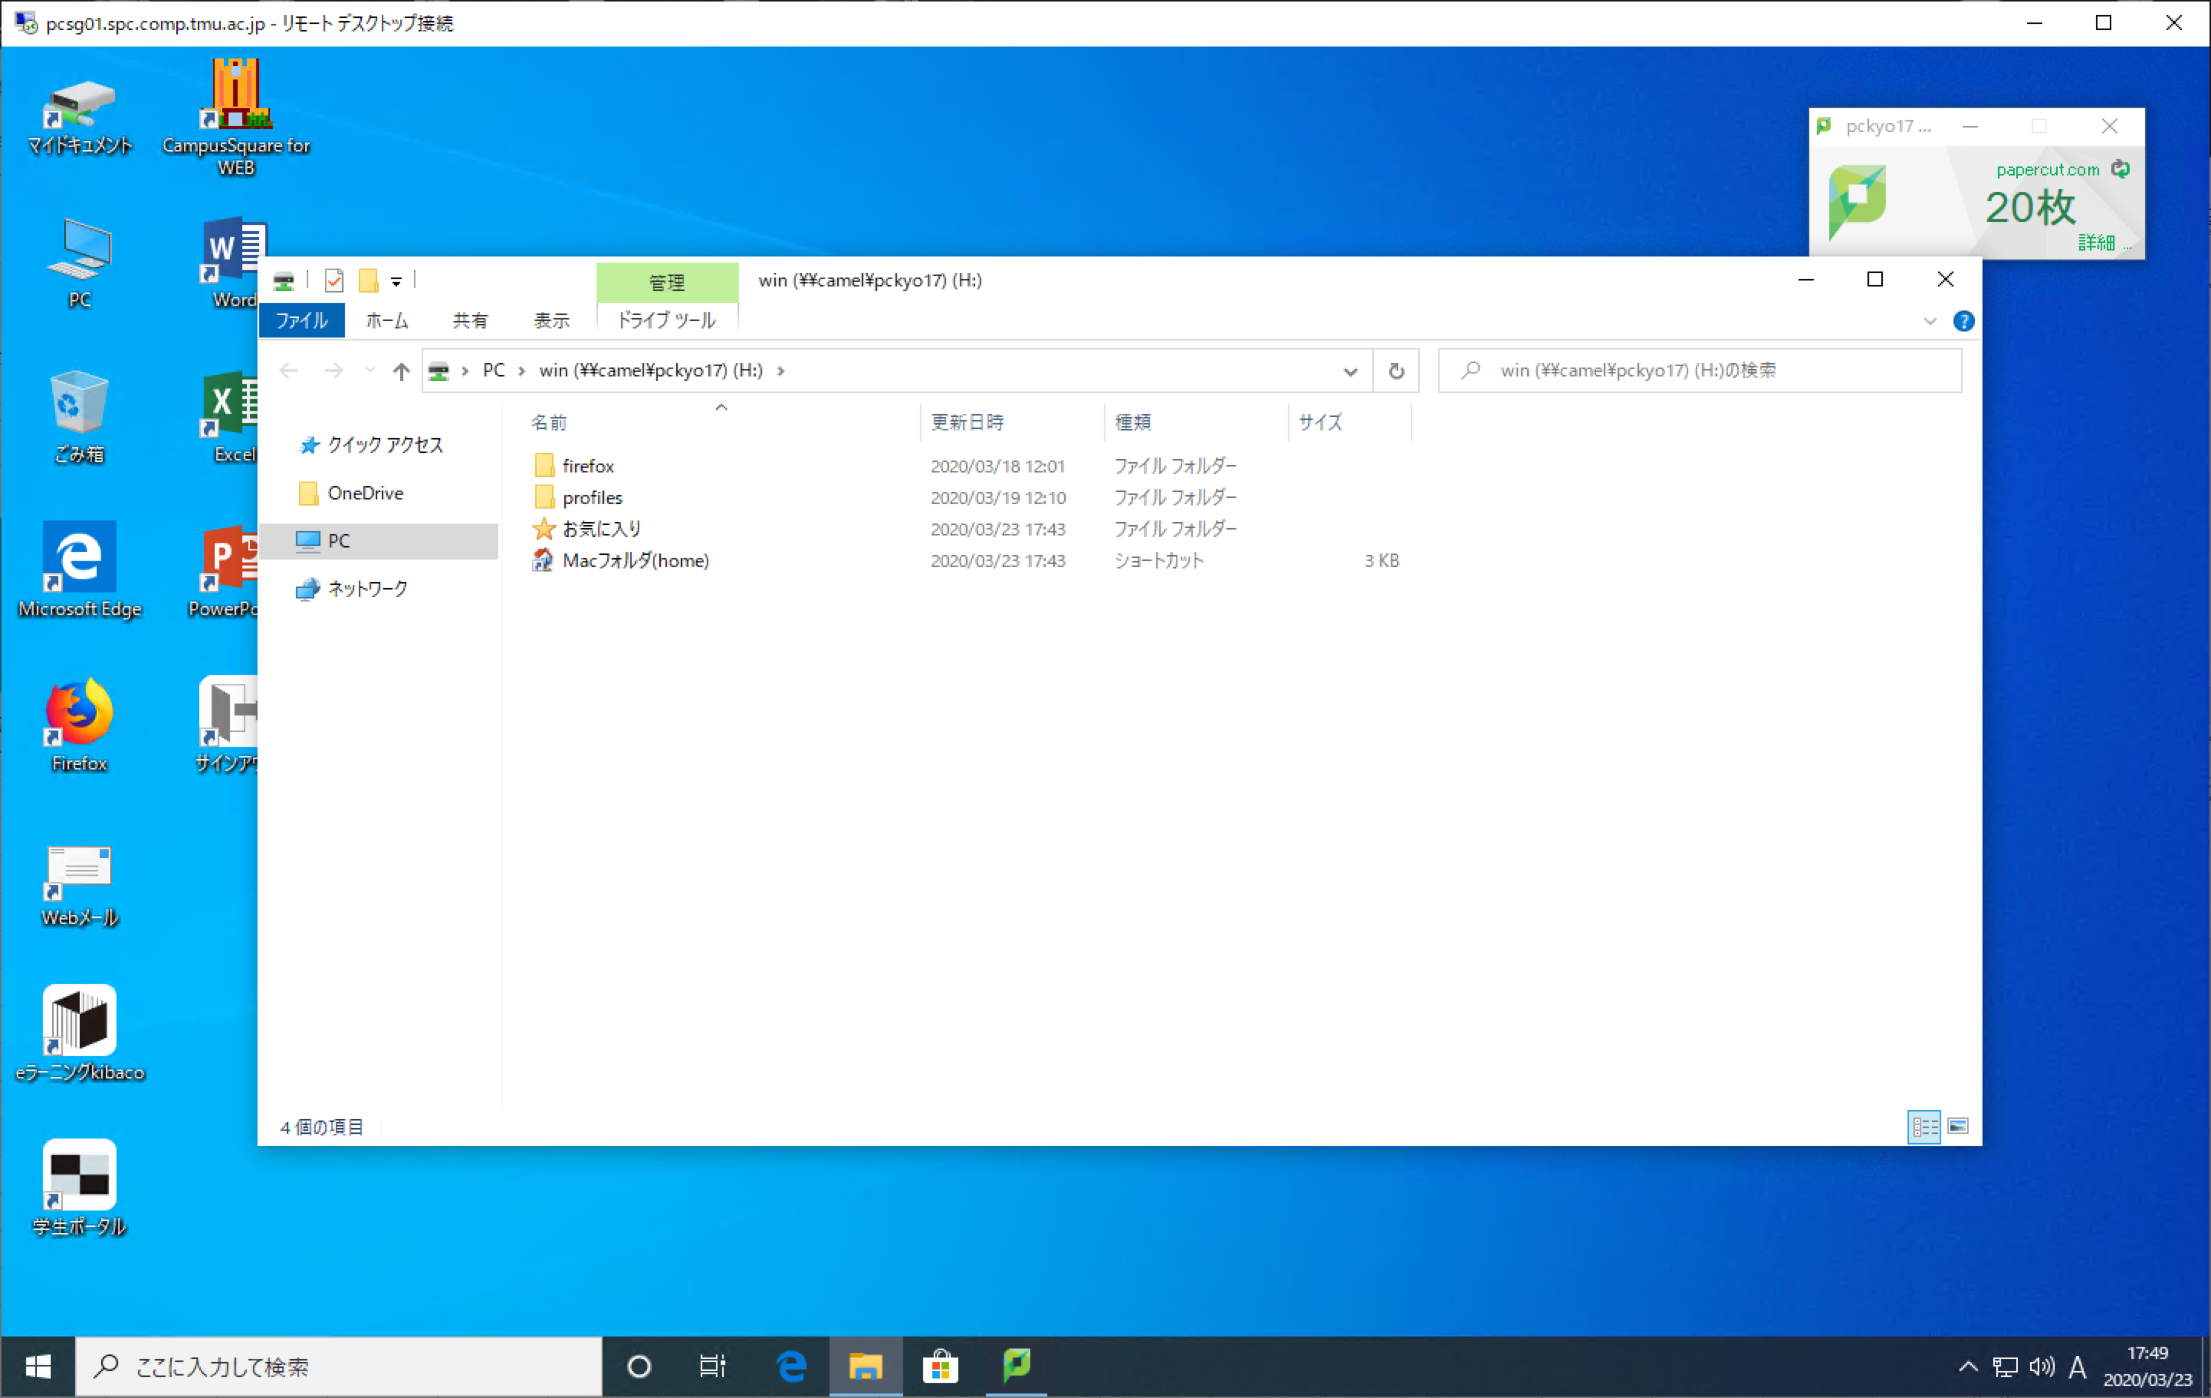 pcsg01.spc.comp.tmu.ac.jp - リモート デスクトップ接続
マイドキュメント
CampusSquare for
WEB
pckyo17 ...
papercut.com
20枚
詳細 ...
PC
Word
管理
win (¥¥camel¥pckyo17) (H:)
ファイル
ホーム
共有
表示
ドライブ ツール
PC
win (¥¥camel¥pckyo17) (H:)
win (¥¥camel¥pckyo17) (H:)の検索
名前
更新日時
種類
サイズ
クイック アクセス
OneDrive
PC
ネットワーク
firefox 2020/03/18 12:01 ファイル フォルダー
profiles 2020/03/19 12:10 ファイル フォルダー
お気に入り 2020/03/23 17:43 ファイル フォルダー
Macフォルダ(home) 2020/03/23 17:43 ショートカット 3 KB
4 個の項目
ごみ箱
Excel
Microsoft Edge
PowerPo
Firefox
サインアウ
Webメール
eラーニングkibaco
学生ポータル
ここに入力して検索
A
17:49
2020/03/23